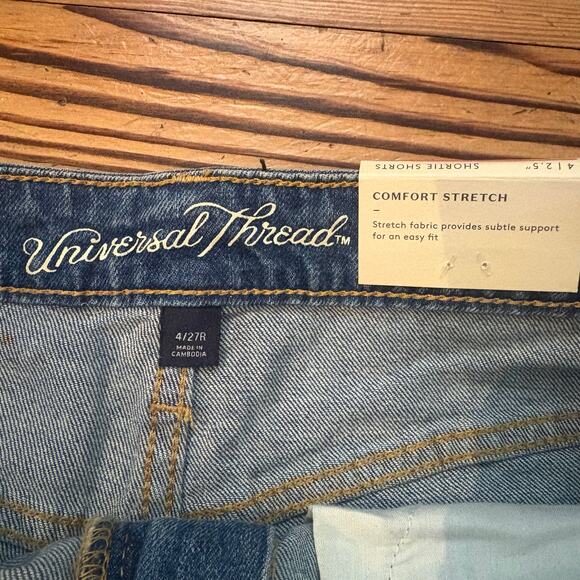 4 | 2.5" SHORTIE SHORTS
COMFORT STRETCH
–
Stretch fabric provides subtle support
for an easy fit
Universal Thread™
4/27R
MADE IN
CAMBODIA